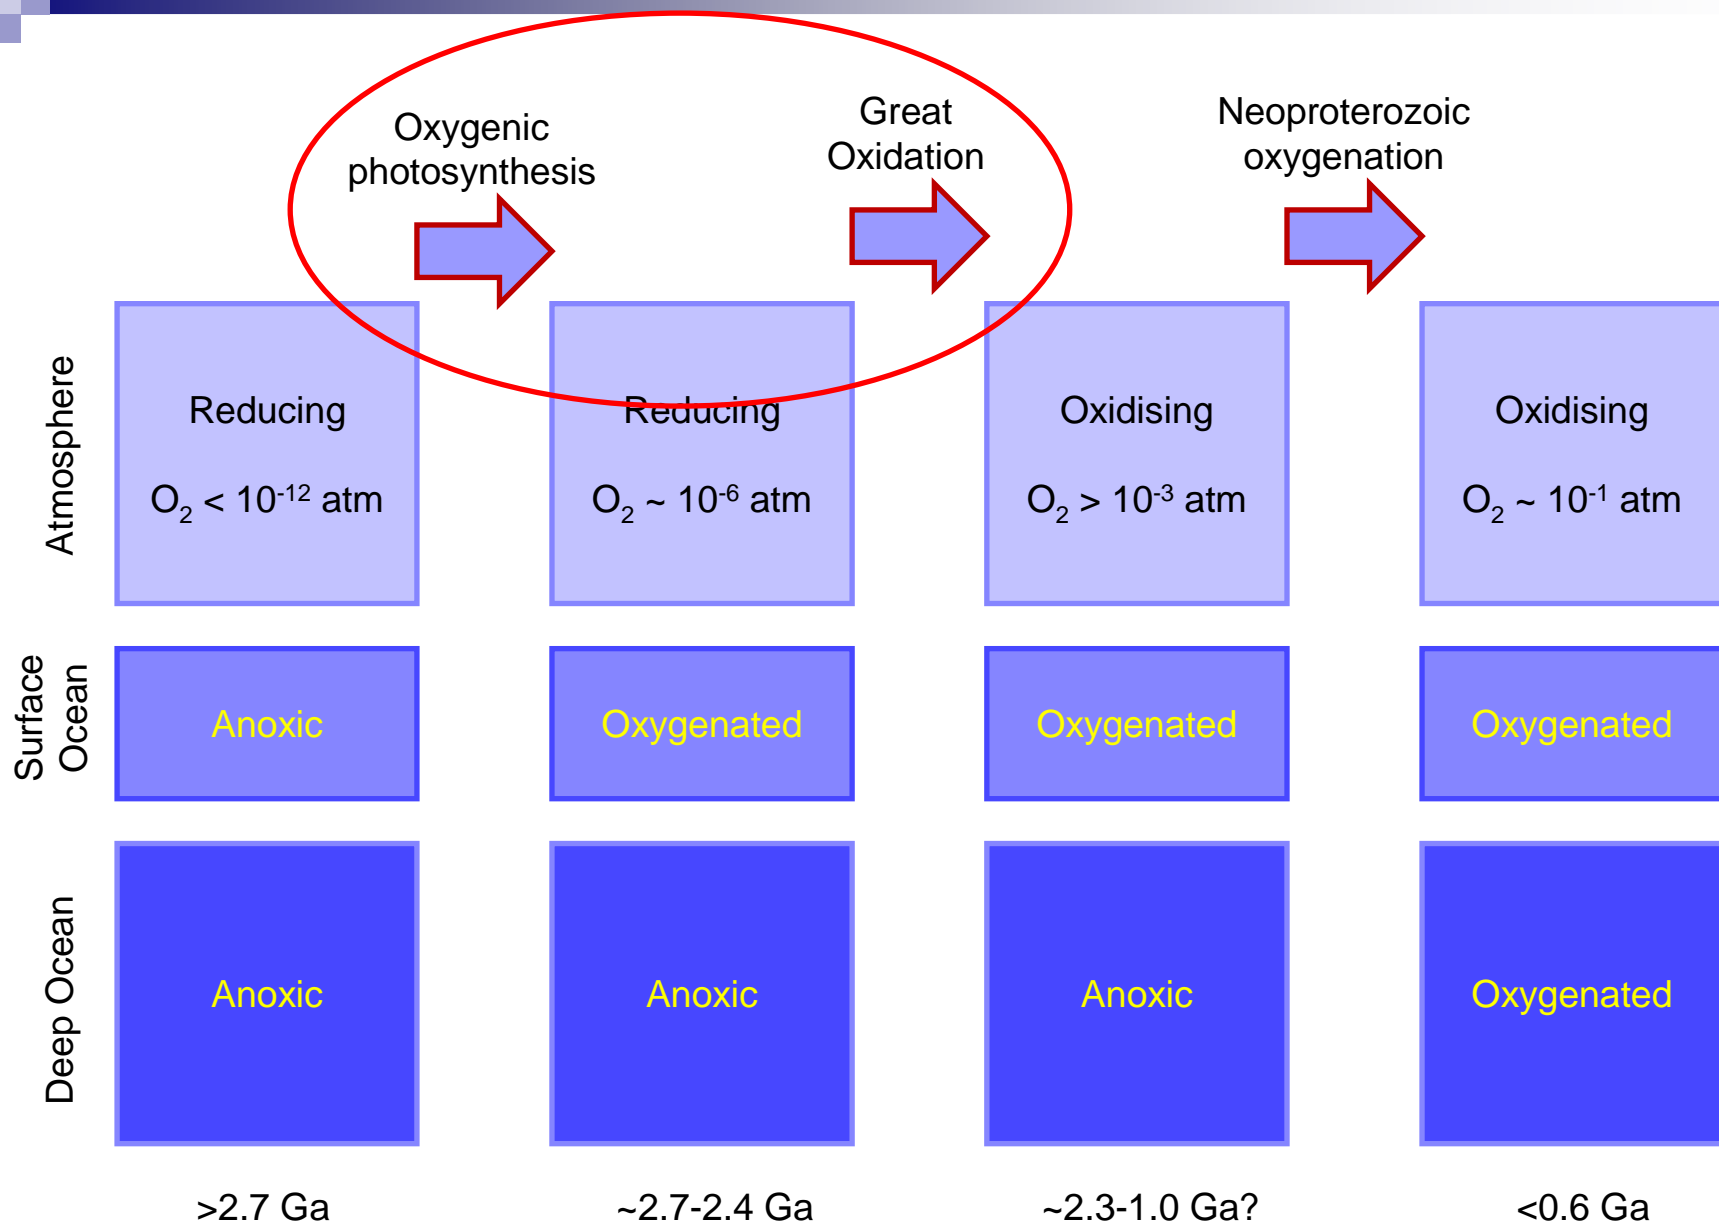 Oxygenic
photosynthesis
Great
Oxidation
Neoproterozoic
oxygenation
Atmosphere
Reducing
O₂ < 10⁻¹² atm
Reducing
O₂ ~ 10⁻⁶ atm
Oxidising
O₂ > 10⁻³ atm
Oxidising
O₂ ~ 10⁻¹ atm
Surface
Ocean
Anoxic
Oxygenated
Oxygenated
Oxygenated
Deep Ocean
Anoxic
Anoxic
Anoxic
Oxygenated
>2.7 Ga
~2.7-2.4 Ga
~2.3-1.0 Ga?
<0.6 Ga